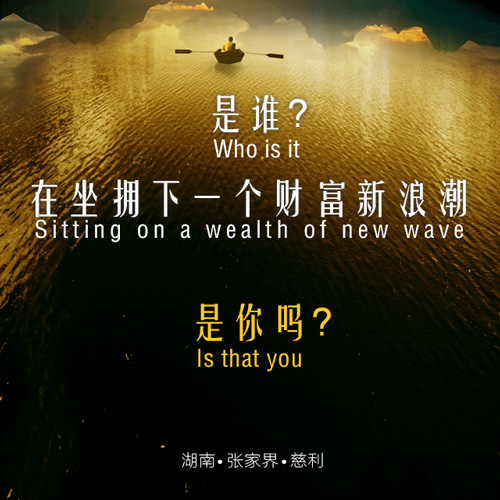 是谁?
Who is it
在坐拥下一个财富新浪潮
Sitting on a wealth of new wave
是你吗?
Is that you
湖南•张家界•慈利